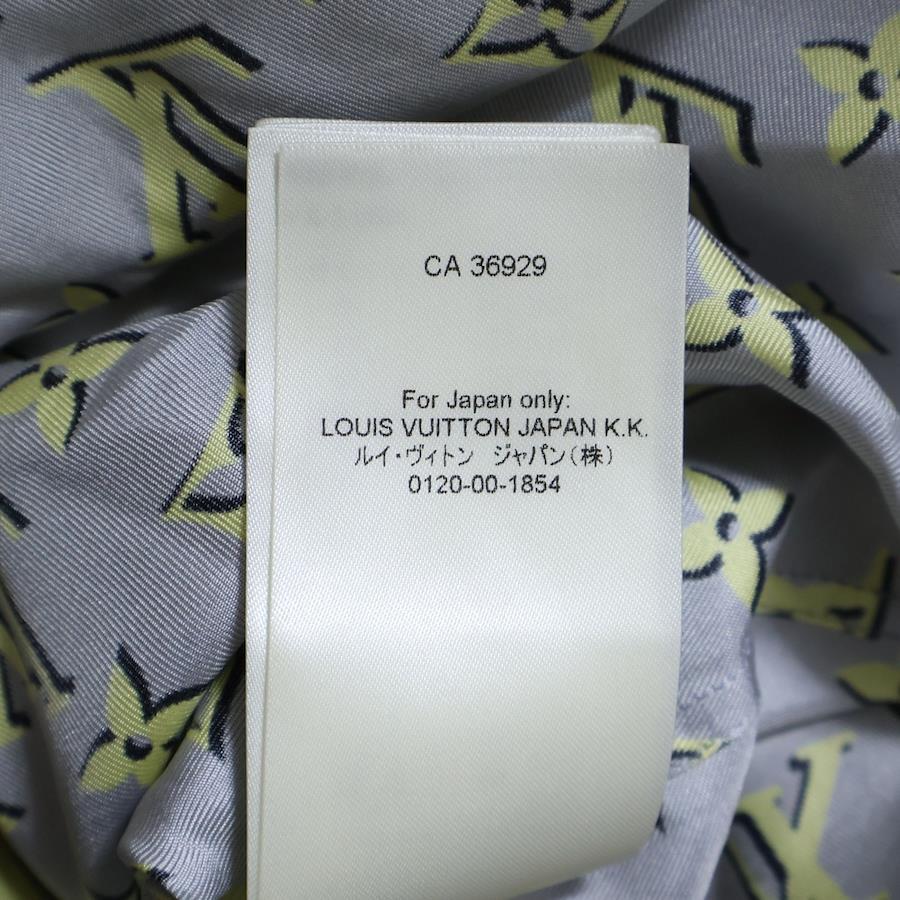 CA 36929
For Japan only:
LOUIS VUITTON JAPAN K.K.
ルイ・ヴィトン ジャパン(株)
0120-00-1854